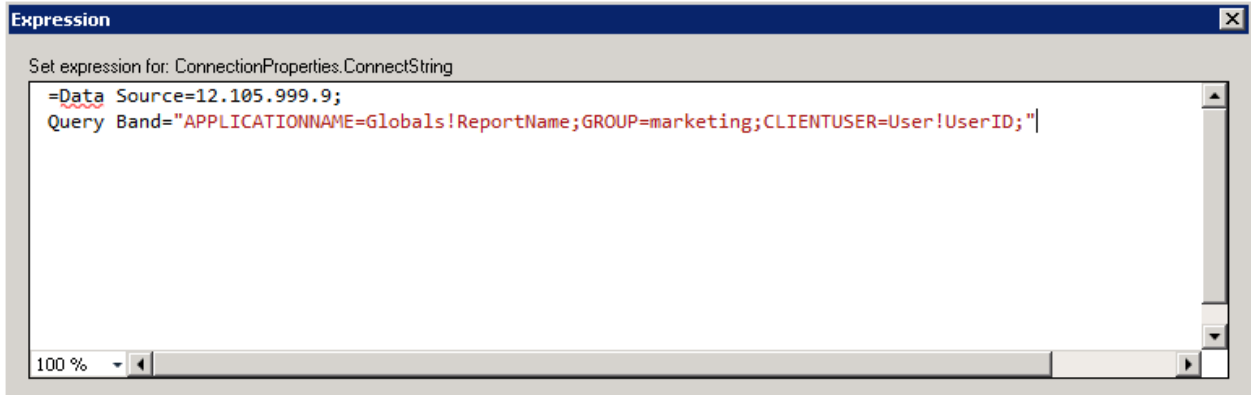 Expression
Set expression for: ConnectionProperties.ConnectString
=Data Source=12.105.999.9;
Query Band="APPLICATIONNAME=Globals!ReportName;GROUP=marketing;CLIENTUSER=User!UserID;"
100 %